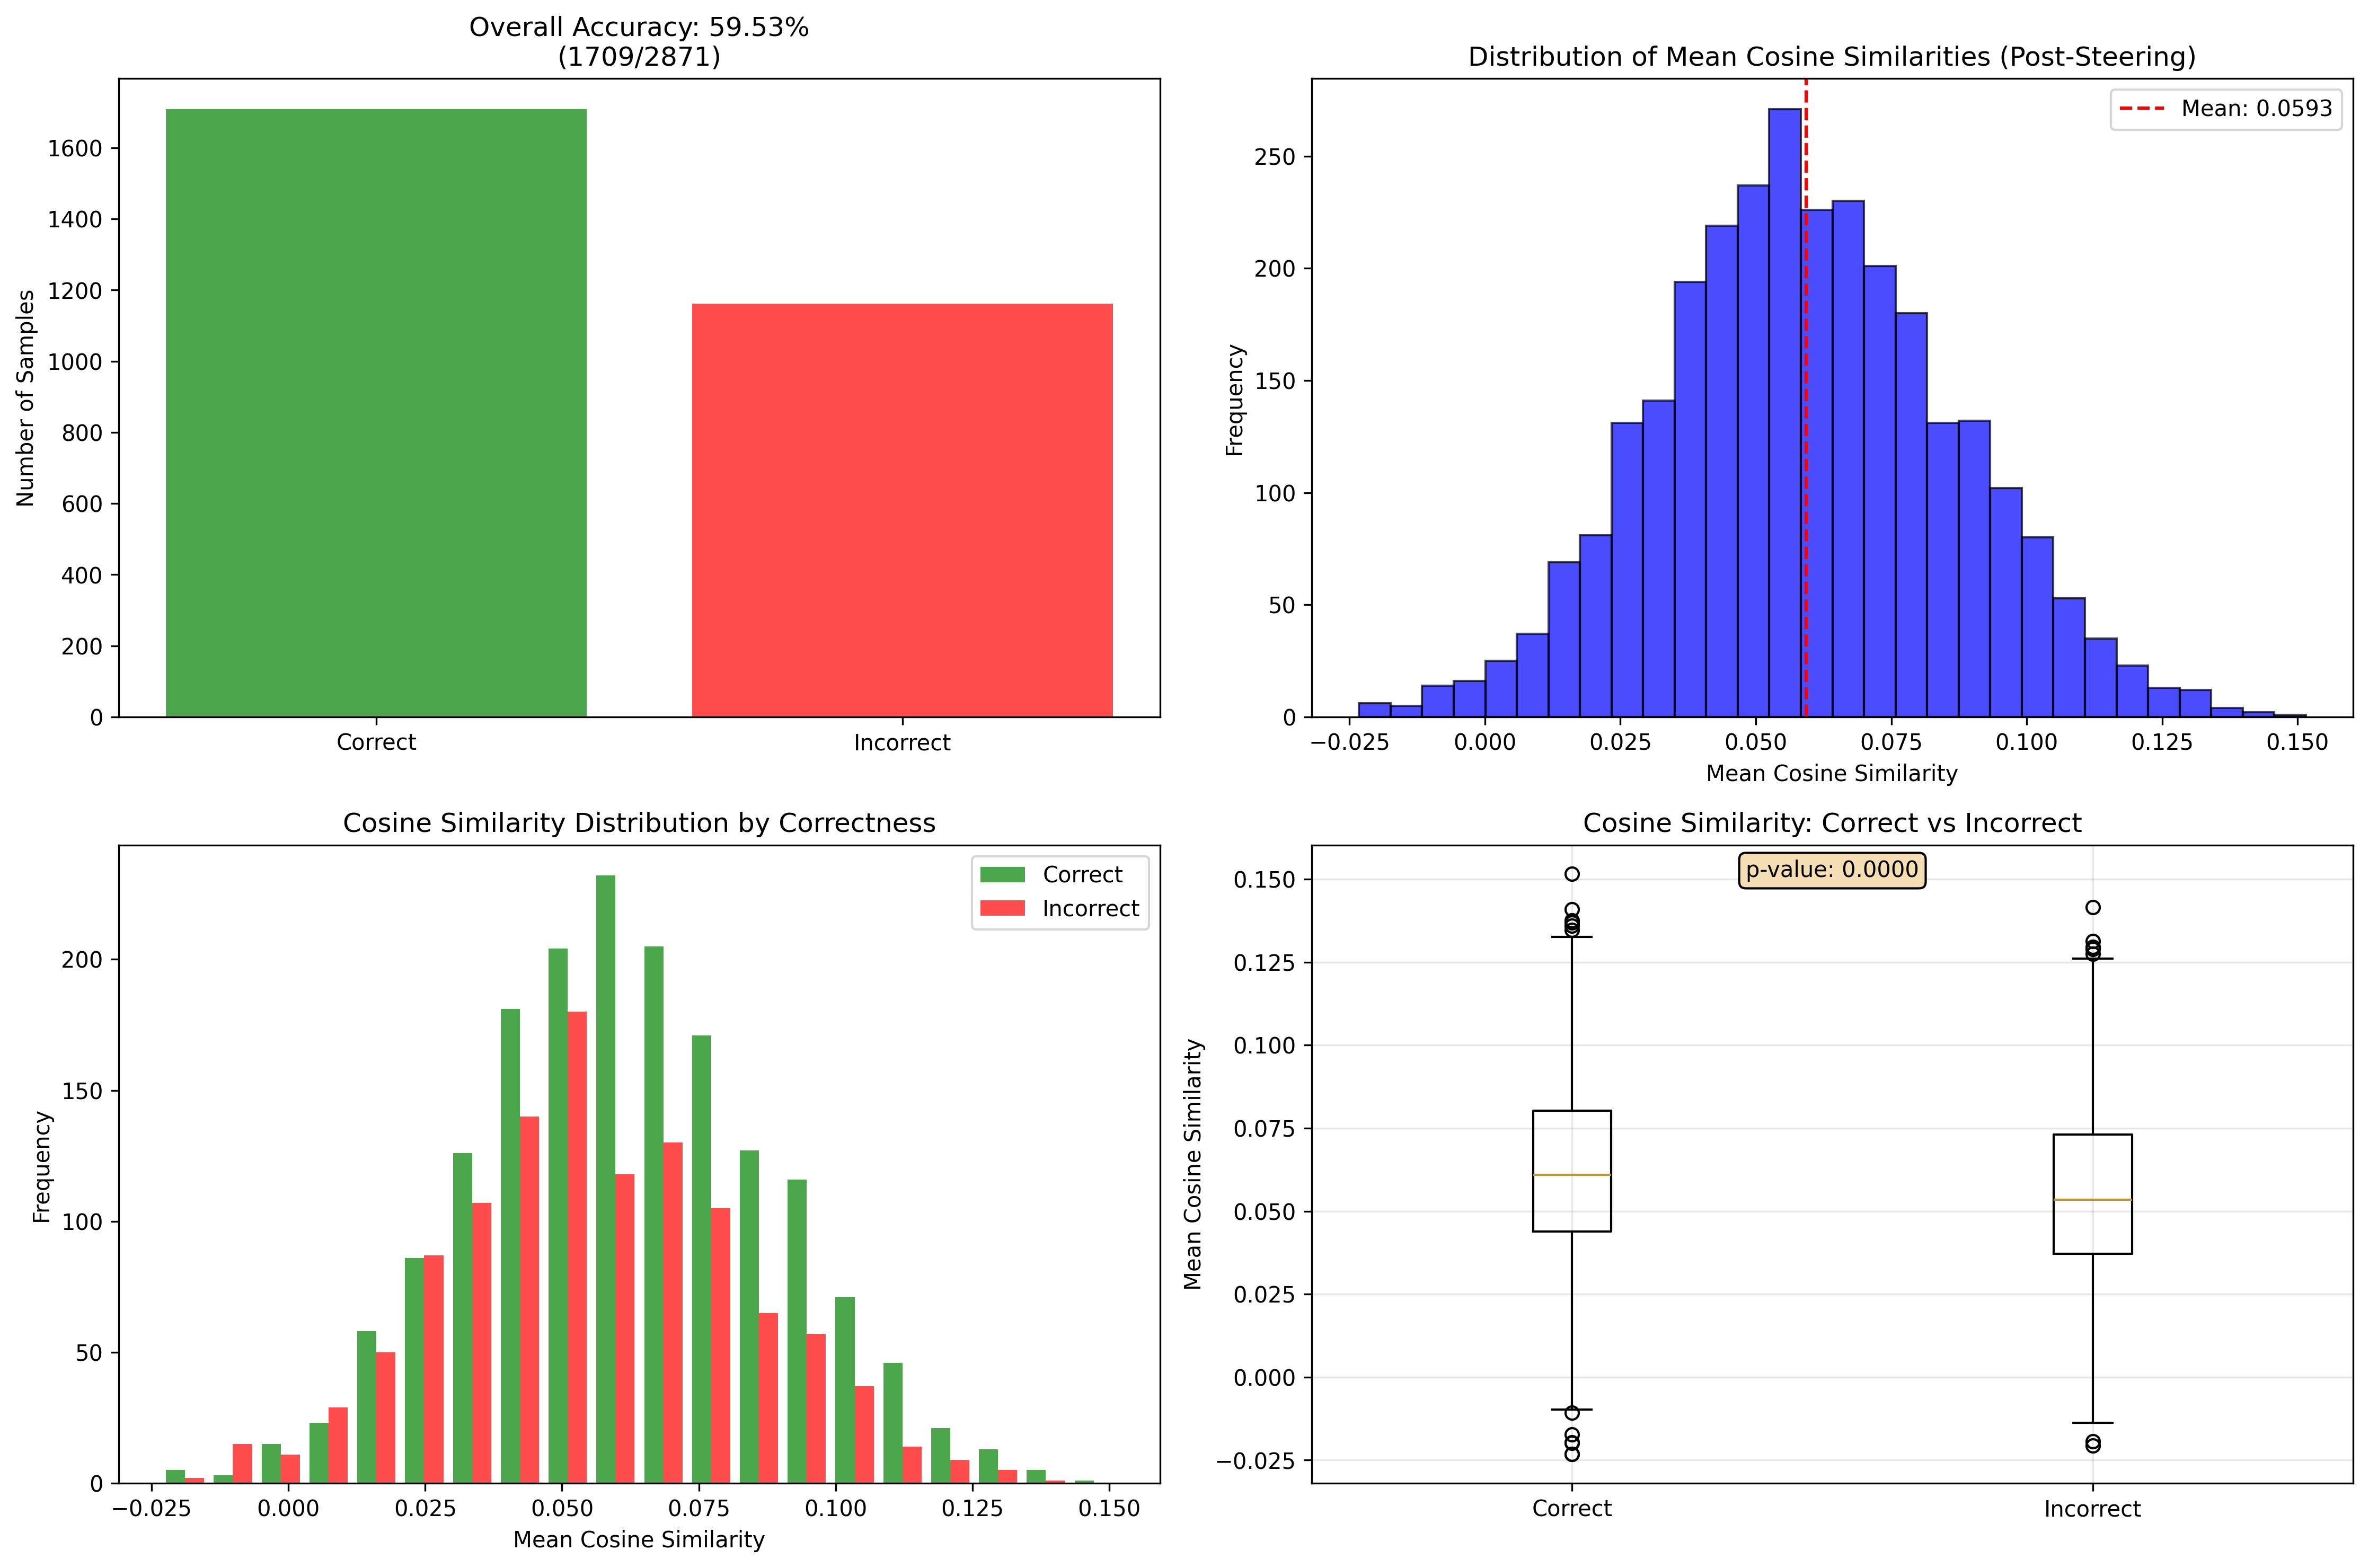 Overall Accuracy: 59.53%
(1709/2871)
Number of Samples
1600
1400
1200
1000
800
600
400
200
0
Correct
Incorrect
Distribution of Mean Cosine Similarities (Post-Steering)
Mean: 0.0593
Frequency
250
200
150
100
50
0
−0.025
0.000
0.025
0.050
0.075
0.100
0.125
0.150
Mean Cosine Similarity
Cosine Similarity Distribution by Correctness
Correct
Incorrect
Frequency
200
150
100
50
0
−0.025
0.000
0.025
0.050
0.075
0.100
0.125
0.150
Mean Cosine Similarity
Cosine Similarity: Correct vs Incorrect
p-value: 0.0000
Mean Cosine Similarity
0.150
0.125
0.100
0.075
0.050
0.025
0.000
−0.025
Correct
Incorrect